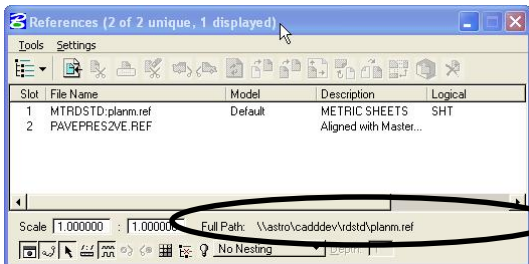 References (2 of 2 unique, 1 displayed)
Tools Settings
Slot File Name Model Description Logical
1 MTRDSTD:planm.ref Default METRIC SHEETS SHT
2 PAVEPRES2VE.REF Aligned with Master...
Scale 1.000000 : 1.00000 Full Path: \\astro\cadddev\rdstd\planm.ref
No Nesting Depth: 1